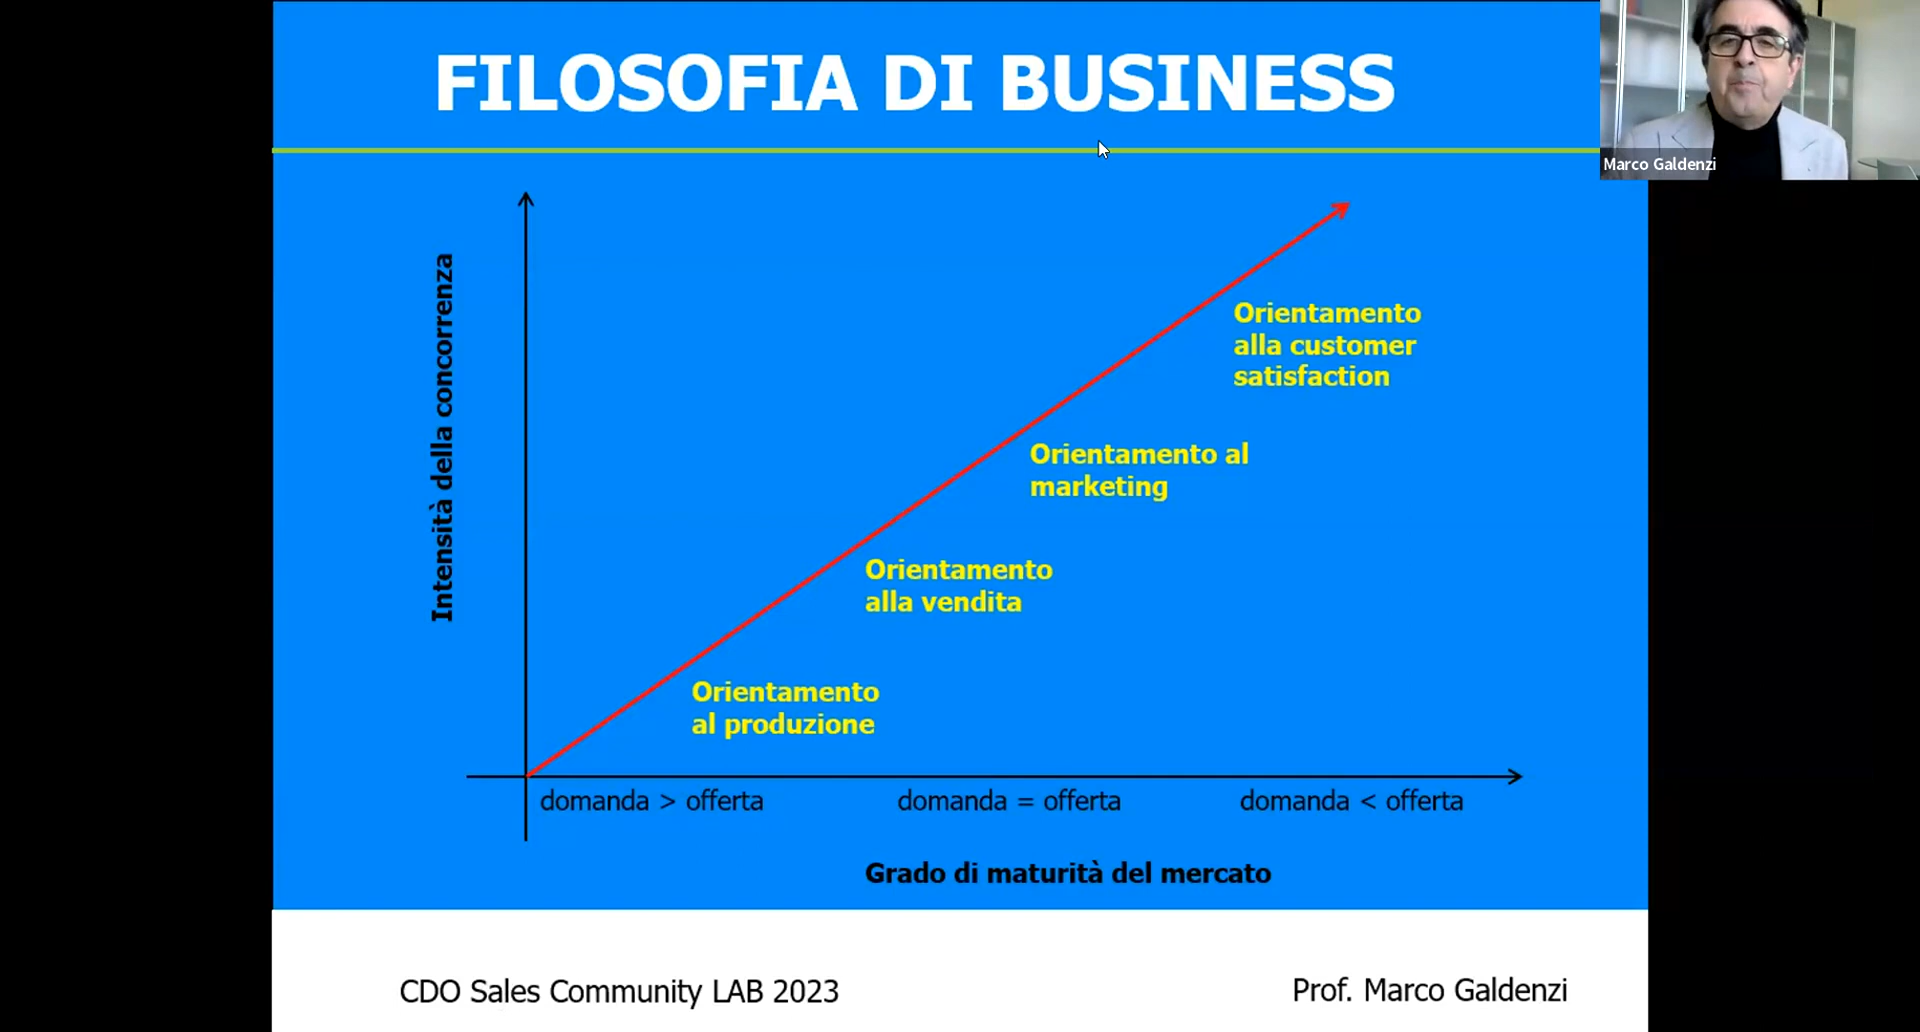 FILOSOFIA DI BUSINESS
Marco Galdenzi
Intensità della concorrenza
Orientamento
alla customer
satisfaction
Orientamento al
marketing
Orientamento
alla vendita
Orientamento
al produzione
domanda > offerta
domanda = offerta
domanda < offerta
Grado di maturità del mercato
CDO Sales Community LAB 2023
Prof. Marco Galdenzi